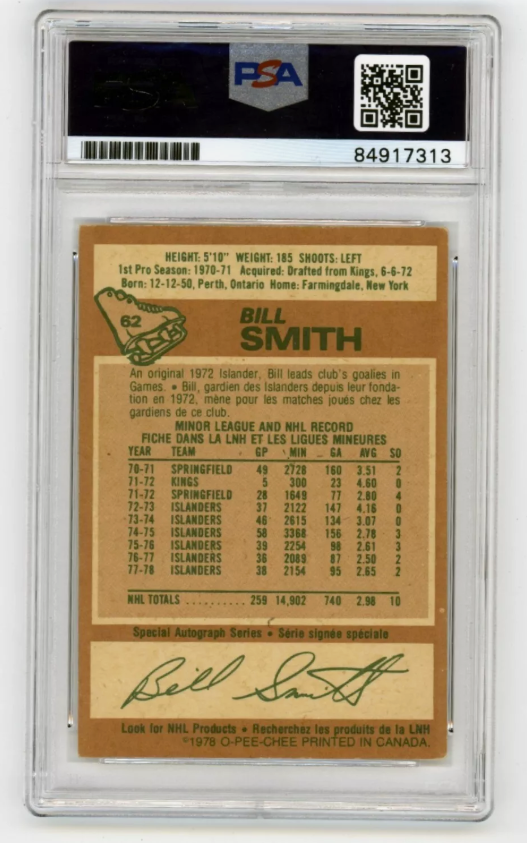 PSA
84917313
HEIGHT: 5'10" WEIGHT: 185 SHOOTS: LEFT
1st Pro Season: 1970-71 Acquired: Drafted from Kings, 6-6-72
Born: 12-12-50, Perth, Ontario Home: Farmingdale, New York
62
BILL
SMITH
An original 1972 Islander, Bill leads club's goalies in
Games. • Bill, gardien des Islanders depuis leur fonda-
tion en 1972, mène pour les matches joués chez les
gardiens de ce club.
MINOR LEAGUE AND NHL RECORD
FICHE DANS LA LNH ET LES LIGUES MINEURES
YEAR TEAM GP MIN GA AVG SO
70-71 SPRINGFIELD 49 2728 160 3.51 2
71-72 KINGS 5 300 23 4.60 0
71-72 SPRINGFIELD 28 1649 77 2.80 4
72-73 ISLANDERS 37 2122 147 4.16 0
73-74 ISLANDERS 46 2615 134 3.07 0
74-75 ISLANDERS 58 3368 156 2.78 3
75-76 ISLANDERS 39 2254 98 2.61 3
76-77 ISLANDERS 36 2089 87 2.50 2
77-78 ISLANDERS 38 2154 95 2.65 2
NHL TOTALS .......... 259 14,902 740 2.98 10
Special Autograph Series • Série signée spéciale
Bill Smith
Look for NHL Products • Recherchez les produits de la LNH
©1978 O-PEE-CHEE PRINTED IN CANADA.